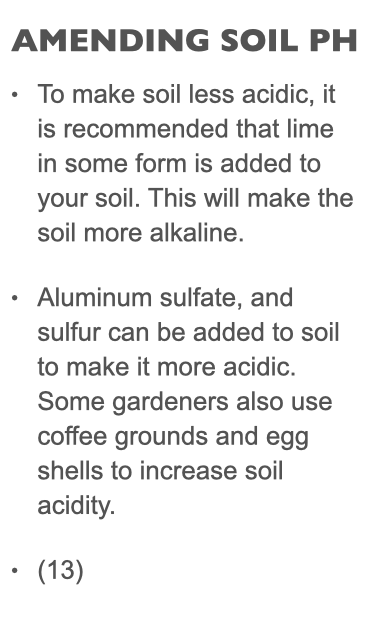 AMENDING SOIL PH
• To make soil less acidic, it
is recommended that lime
in some form is added to
your soil. This will make the
soil more alkaline.
• Aluminum sulfate, and
sulfur can be added to soil
to make it more acidic.
Some gardeners also use
coffee grounds and egg
shells to increase soil
acidity.
• (13)